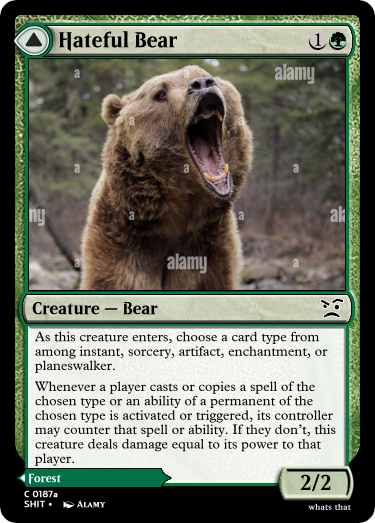 Hateful Bear 1
alamy
a a
a a a
a a
ny a a al
alamy a
Creature — Bear
As this creature enters, choose a card type from
among instant, sorcery, artifact, enchantment, or
planeswalker.
Whenever a player casts or copies a spell of the
chosen type or an ability of a permanent of the
chosen type is activated or triggered, its controller
may counter that spell or ability. If they don't, this
creature deals damage equal to its power to that
player.
Forest
2/2
C 0187a
SHIT • Alamy
whats that